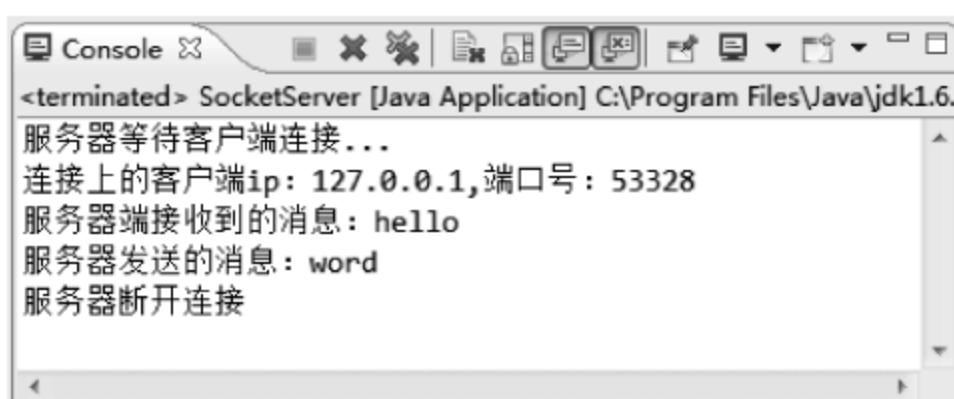 Console
<terminated> SocketServer [Java Application] C:\Program Files\Java\jdk1.6.
服务器等待客户端连接...
连接上的客户端ip：127.0.0.1,端口号：53328
服务器端接收到的消息：hello
服务器发送的消息：word
服务器断开连接